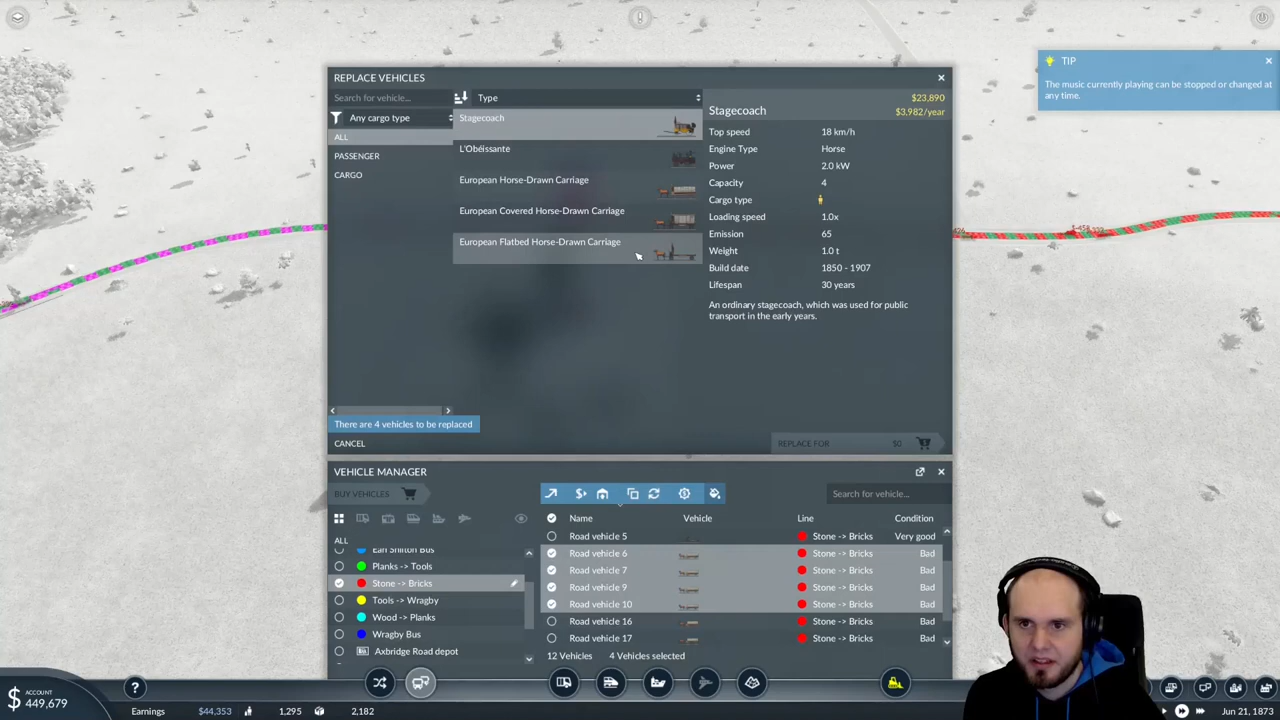 REPLACE VEHICLES
Search for vehicle...
Type
Any cargo type
ALL
PASSENGER
CARGO
Stagecoach
L'Obéissante
European Horse-Drawn Carriage
European Covered Horse-Drawn Carriage
European Flatbed Horse-Drawn Carriage
$23,890
Stagecoach
$3,982/year
Top speed 18 km/h
Engine Type Horse
Power 2.0 kW
Capacity 4
Cargo type
Loading speed 1.0x
Emission 65
Weight 1.0 t
Build date 1850 - 1907
Lifespan 30 years
An ordinary stagecoach, which was used for public
transport in the early years.
There are 4 vehicles to be replaced
CANCEL
REPLACE FOR $0
TIP
The music currently playing can be stopped or changed at
any time.
VEHICLE MANAGER
BUY VEHICLES
Search for vehicle...
ALL
Earl Shilton Bus
Planks -> Tools
Stone -> Bricks
Tools -> Wragby
Wood -> Planks
Wragby Bus
Axbridge Road depot
Name Vehicle Line Condition
Road vehicle 5 Stone -> Bricks Very good
Road vehicle 6 Stone -> Bricks Bad
Road vehicle 7 Stone -> Bricks Bad
Road vehicle 9 Stone -> Bricks Bad
Road vehicle 10 Stone -> Bricks Bad
Road vehicle 16 Stone -> Bricks Bad
Road vehicle 17 Stone -> Bricks Bad
12 Vehicles 4 Vehicles selected
$ ACCOUNT
449,679
?
Earnings $44,353 1,295 2,182
Jun 21, 1873